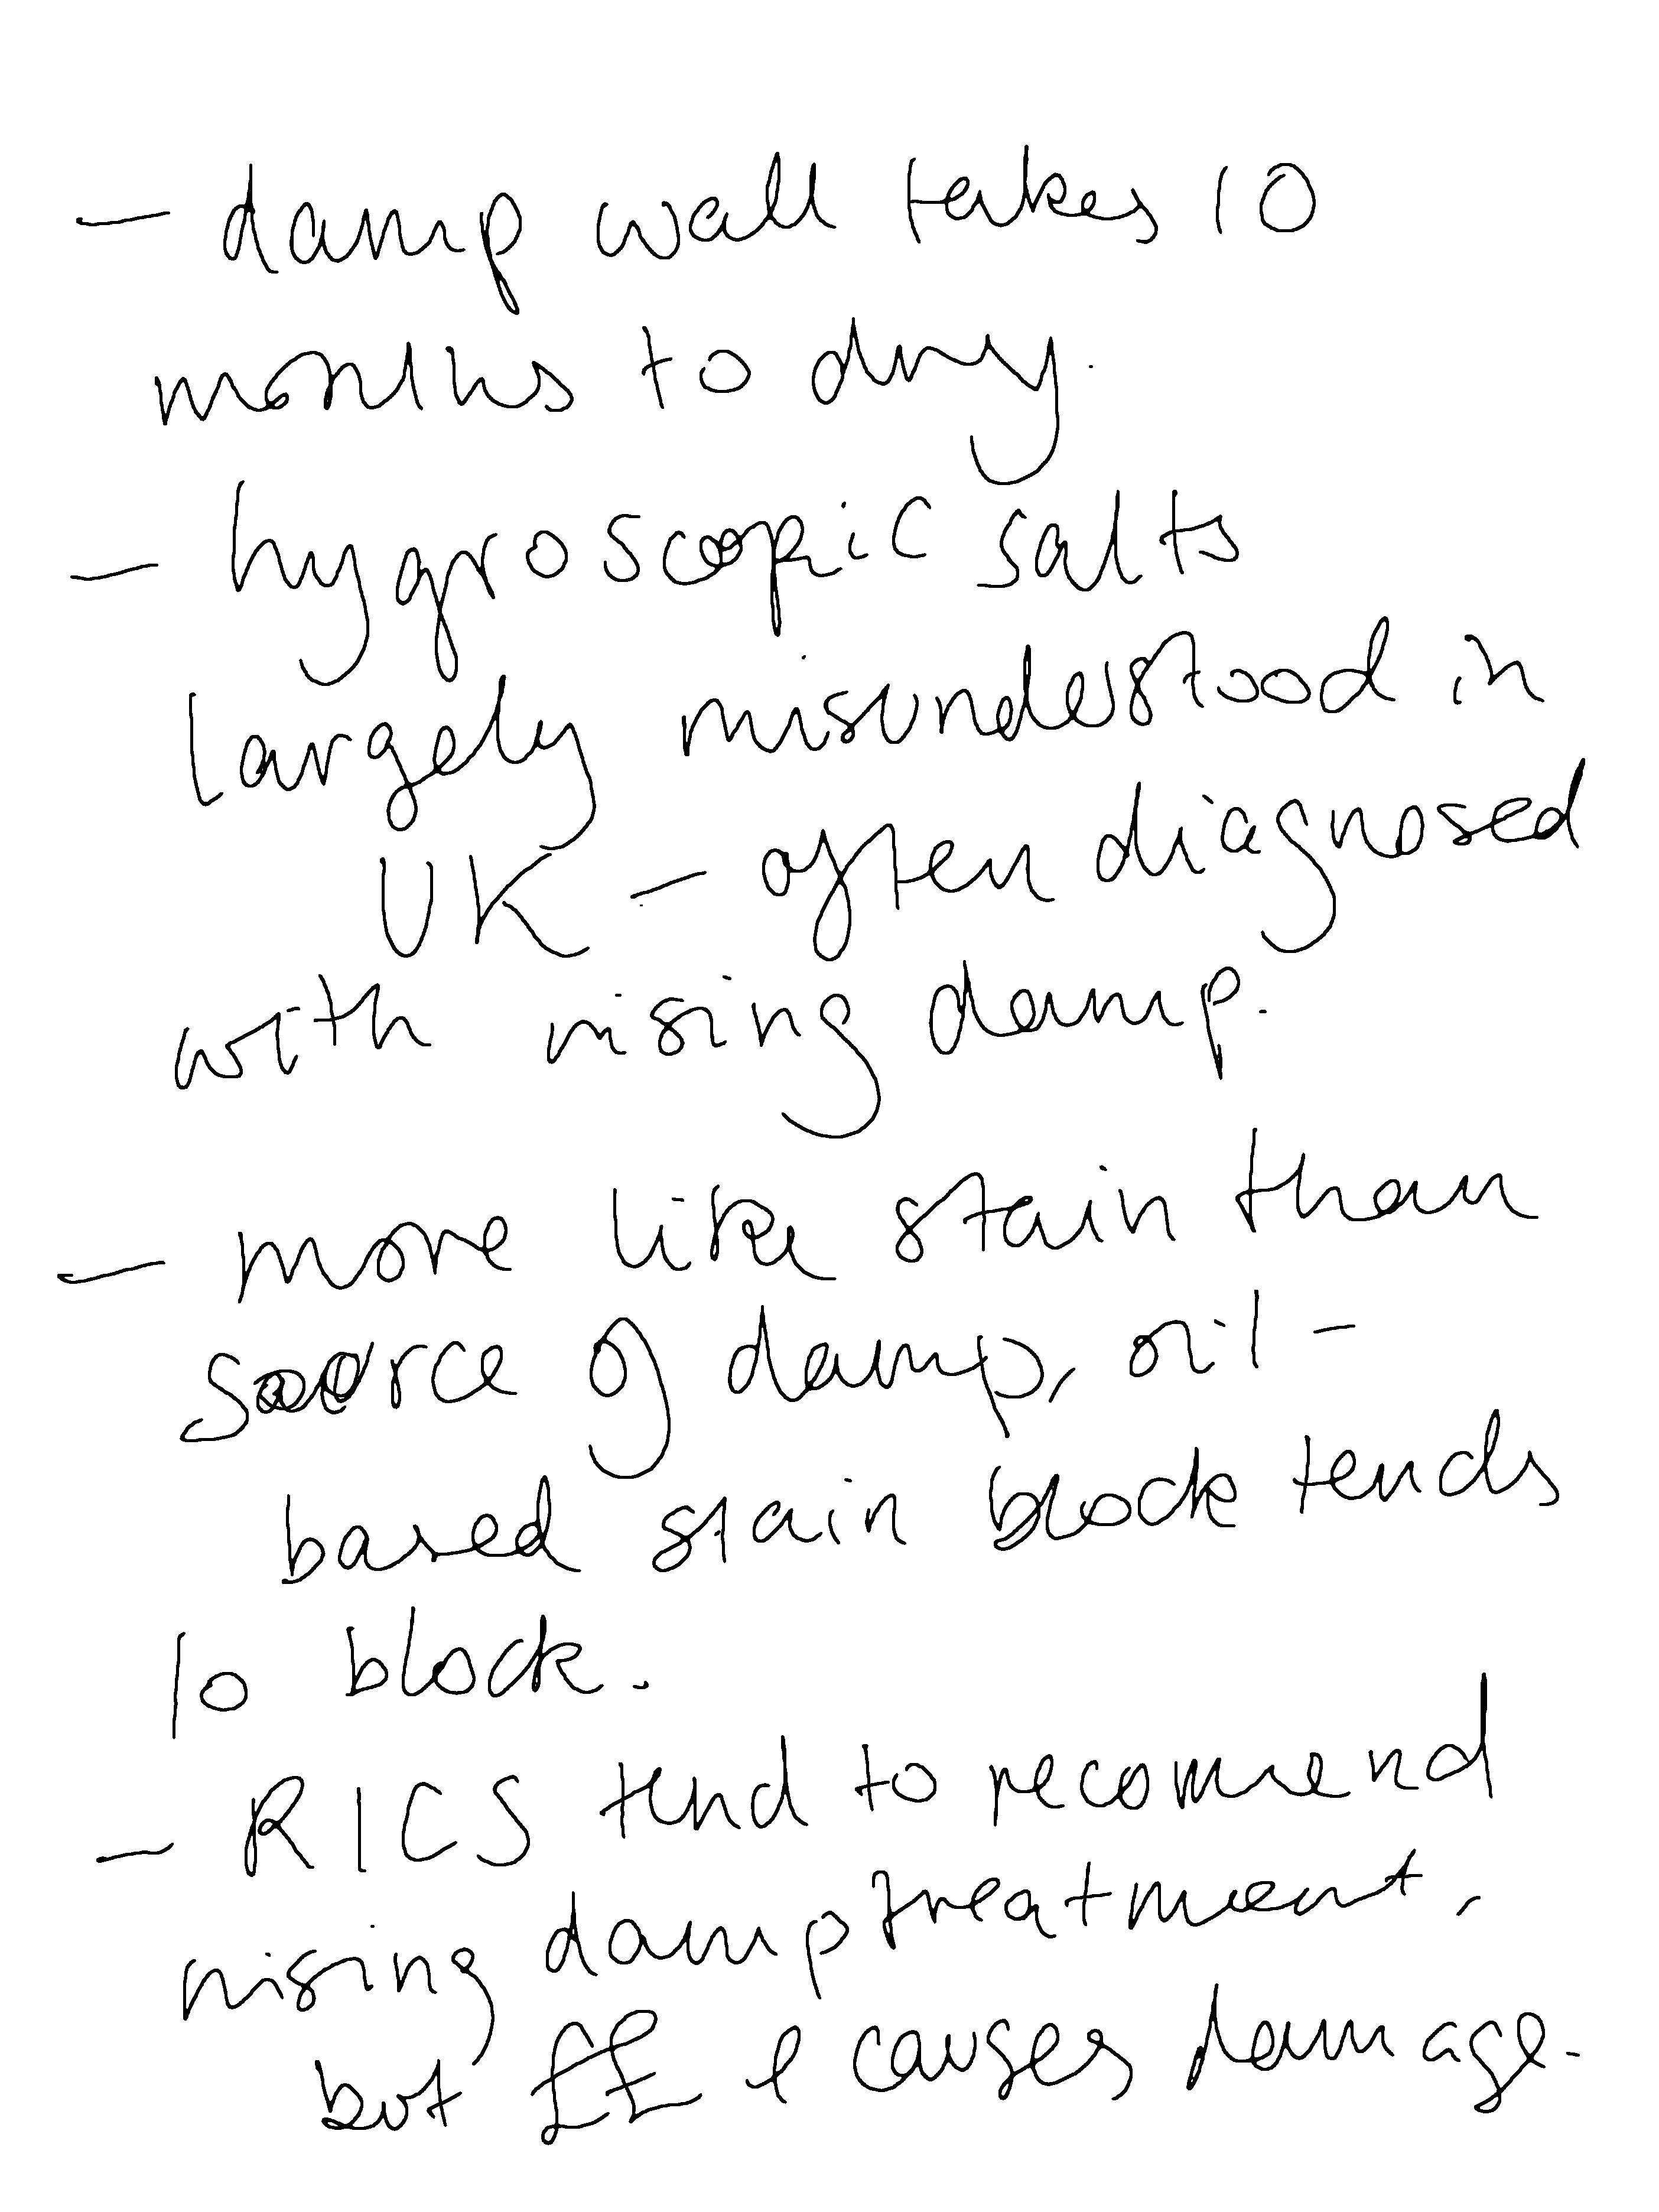 - damp wall takes 10
months to dry.
- hygroscopic salts
largely misunderstood in
UK - often diagnosed
with rising damp.
- more like stain than
source of damp, oil-
based stain block tends
to block.
- RICS tend to recommend
rising damp treatment,
but ££ & causes damage.